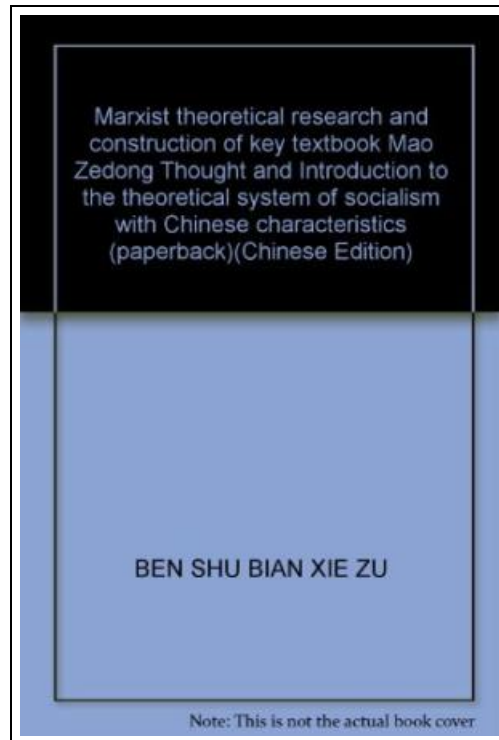 Marxist theoretical research and
construction of key textbook Mao
Zedong Thought and Introduction to
the theoretical system of socialism
with Chinese characteristics
(paperback)(Chinese Edition)
BEN SHU BIAN XIE ZU
Note: This is not the actual book cover